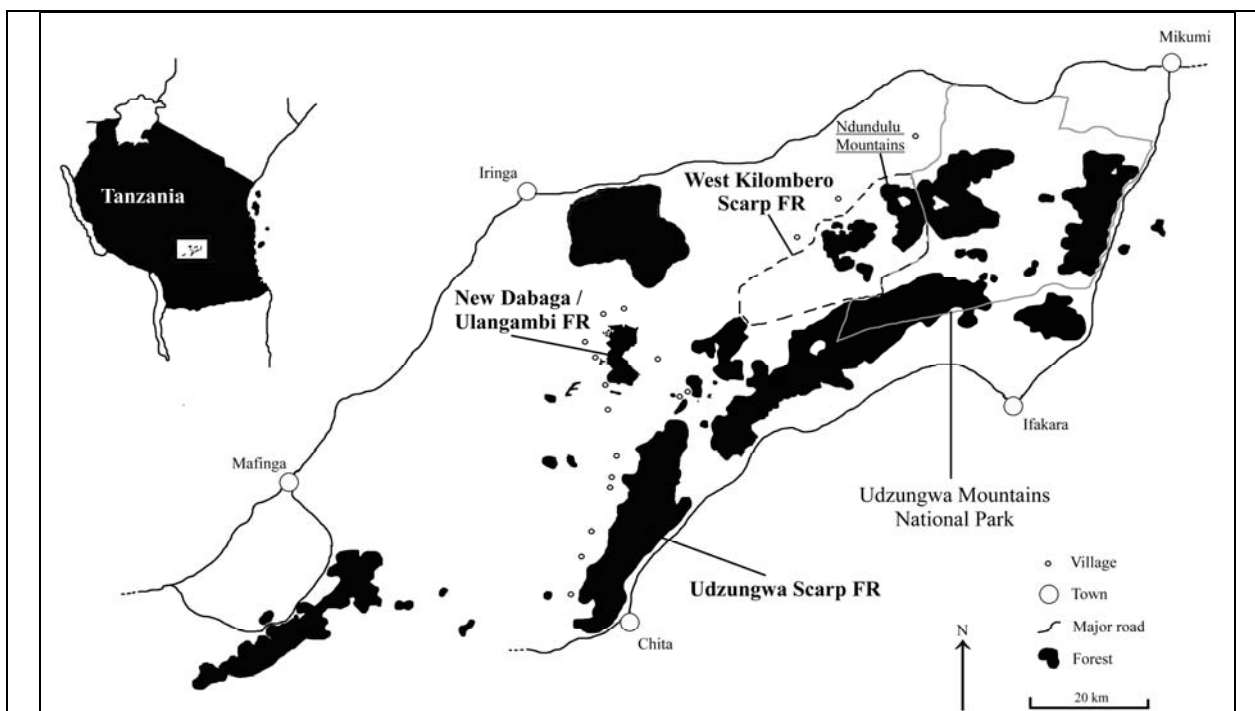 Mikumi
Ndundulu
Mountains
Iringa
Tanzania
West Kilombero
Scarp FR
New Dabaga /
Ulangambi FR
Ifakara
Mafinga
Udzungwa Mountains
National Park
Udzungwa Scarp FR
Chita
Village
Town
Major road
Forest
N
20 km